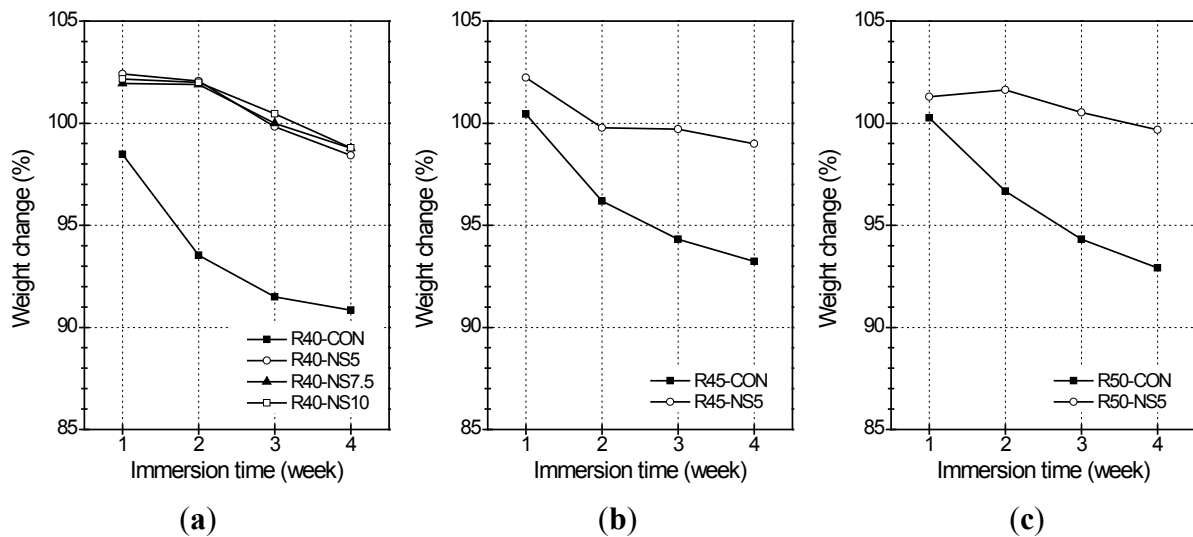 105
100
95
90
85
Weight change (%)
R40-CON
R40-NS5
R40-NS7.5
R40-NS10
1 2 3 4
Immersion time (week)
(a)
105
100
95
90
85
Weight change (%)
R45-CON
R45-NS5
1 2 3 4
Immersion time (week)
(b)
105
100
95
90
85
Weight change (%)
R50-CON
R50-NS5
1 2 3 4
Immersion time (week)
(c)